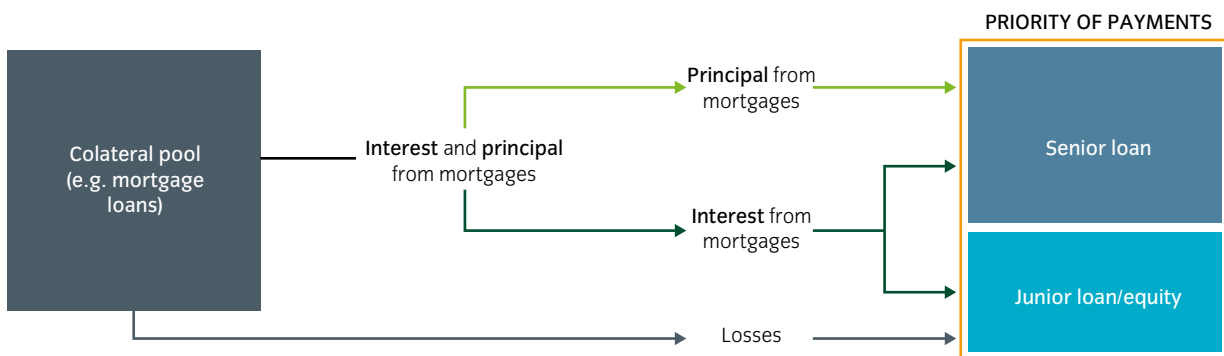 PRIORITY OF PAYMENTS
Colateral pool
(e.g. mortgage
loans)
Interest and principal
from mortgages
Principal from
mortgages
Interest from
mortgages
Losses
Senior loan
Junior loan/equity